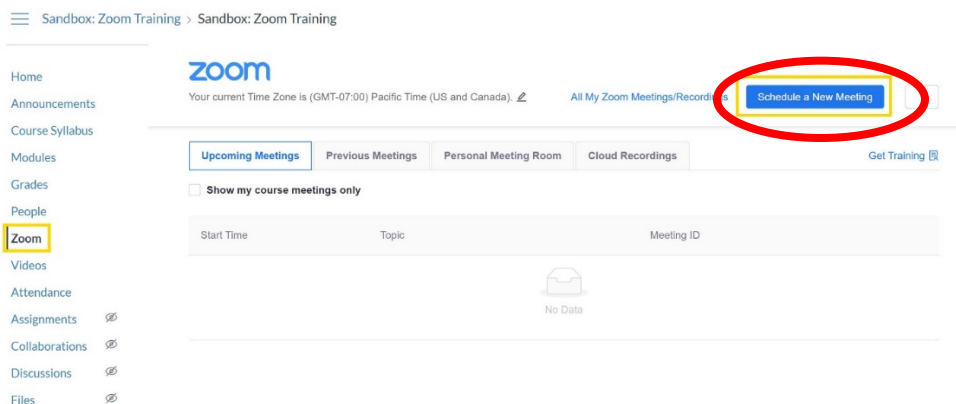 Sandbox: Zoom Training > Sandbox: Zoom Training
Home
Announcements
Course Syllabus
Modules
Grades
People
Zoom
Videos
Attendance
Assignments
Collaborations
Discussions
Files
zoom
Your current Time Zone is (GMT-07:00) Pacific Time (US and Canada).
All My Zoom Meetings/Recordings
Schedule a New Meeting
Upcoming Meetings Previous Meetings Personal Meeting Room Cloud Recordings Get Training
Show my course meetings only
Start Time Topic Meeting ID
No Data